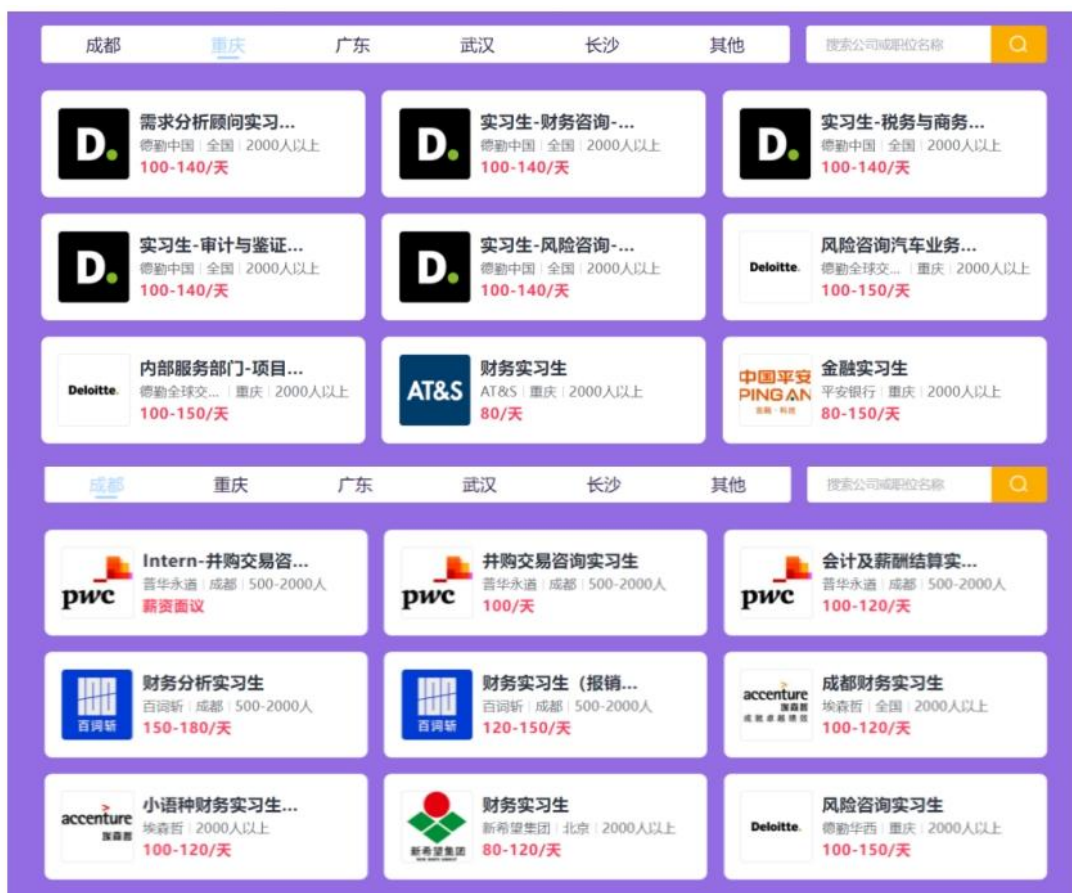 成都 重庆 广东 武汉 长沙 其他 搜索公司或职位名称
D. 需求分析顾问实习...
德勤中国 全国 2000人以上
100-140/天
D. 实习生-财务咨询-...
德勤中国 全国 2000人以上
100-140/天
D. 实习生-税务与商务...
德勤中国 全国 2000人以上
100-140/天
D. 实习生-审计与鉴证...
德勤中国 全国 2000人以上
100-140/天
D. 实习生-风险咨询-...
德勤中国 全国 2000人以上
100-140/天
Deloitte. 风险咨询汽车业务...
德勤全球交... 重庆 2000人以上
100-150/天
Deloitte. 内部服务部门-项目...
德勤全球交... 重庆 2000人以上
100-150/天
AT&S 财务实习生
AT&S 重庆 2000人以上
80/天
中国平安
PING AN
金融·科技
金融实习生
平安银行 重庆 2000人以上
80-150/天
成都 重庆 广东 武汉 长沙 其他 搜索公司或职位名称
pwc Intern-并购交易咨...
普华永道 成都 500-2000人
薪资面议
pwc 并购交易咨询实习生
普华永道 成都 500-2000人
100/天
pwc 会计及薪酬结算实...
普华永道 成都 500-2000人
100-120/天
百词斩 财务分析实习生
百词斩 成都 500-2000人
150-180/天
百词斩 财务实习生（报销...
百词斩 成都 500-2000人
120-150/天
accenture
埃森哲
成就卓越绩效
成都财务实习生
埃森哲 全国 2000人以上
100-120/天
accenture
埃森哲
小语种财务实习生...
埃森哲 2000人以上
100-120/天
新希望集团
财务实习生
新希望集团 北京 2000人以上
80-120/天
Deloitte. 风险咨询实习生
德勤华西 重庆 2000人以上
100-150/天